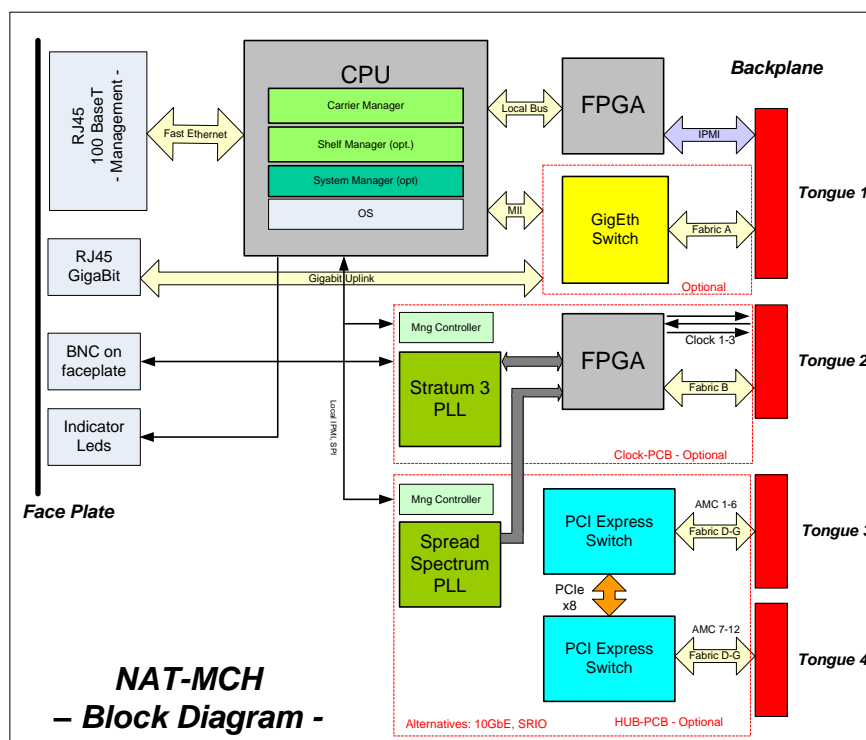 CPU
Carrier Manager
Shelf Manager (opt.)
System Manager (opt)
OS
RJ45
100 BaseT
- Management -
Fast Ethernet
Local Bus
FPGA
IPMI
Backplane
Tongue 1
MII
GigEth
Switch
Fabric A
Optional
RJ45
GigaBit
Gigabit Uplink
BNC on
faceplate
Indicator
Leds
Face Plate
Local IPMI, SPI
Mng Controller
Stratum 3
PLL
FPGA
Clock 1-3
Fabric B
Tongue 2
Clock-PCB - Optional
Mng Controller
Spread
Spectrum
PLL
PCI Express
Switch
AMC 1-6
Fabric D-G
Tongue 3
PCIe
x8
PCI Express
Switch
AMC 7-12
Fabric D-G
Tongue 4
Alternatives: 10GbE, SRIO
HUB-PCB - Optional
NAT-MCH
– Block Diagram -